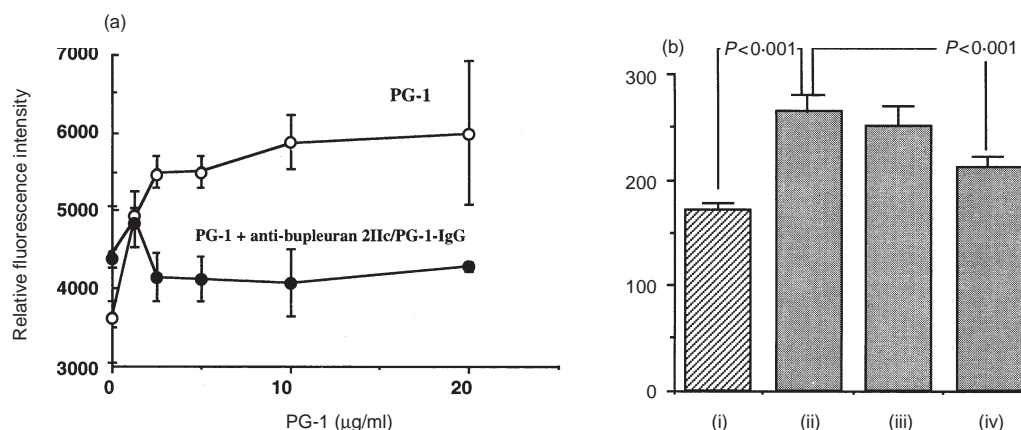 (a)
Relative fluorescence intensity
7000
6000
5000
4000
3000
PG-1
PG-1 + anti-bupleuran 2IIc/PG-1-IgG
0
10
20
PG-1 (µg/ml)
(b)
P<0·001
P<0·001
300
200
100
0
(i)
(ii)
(iii)
(iv)